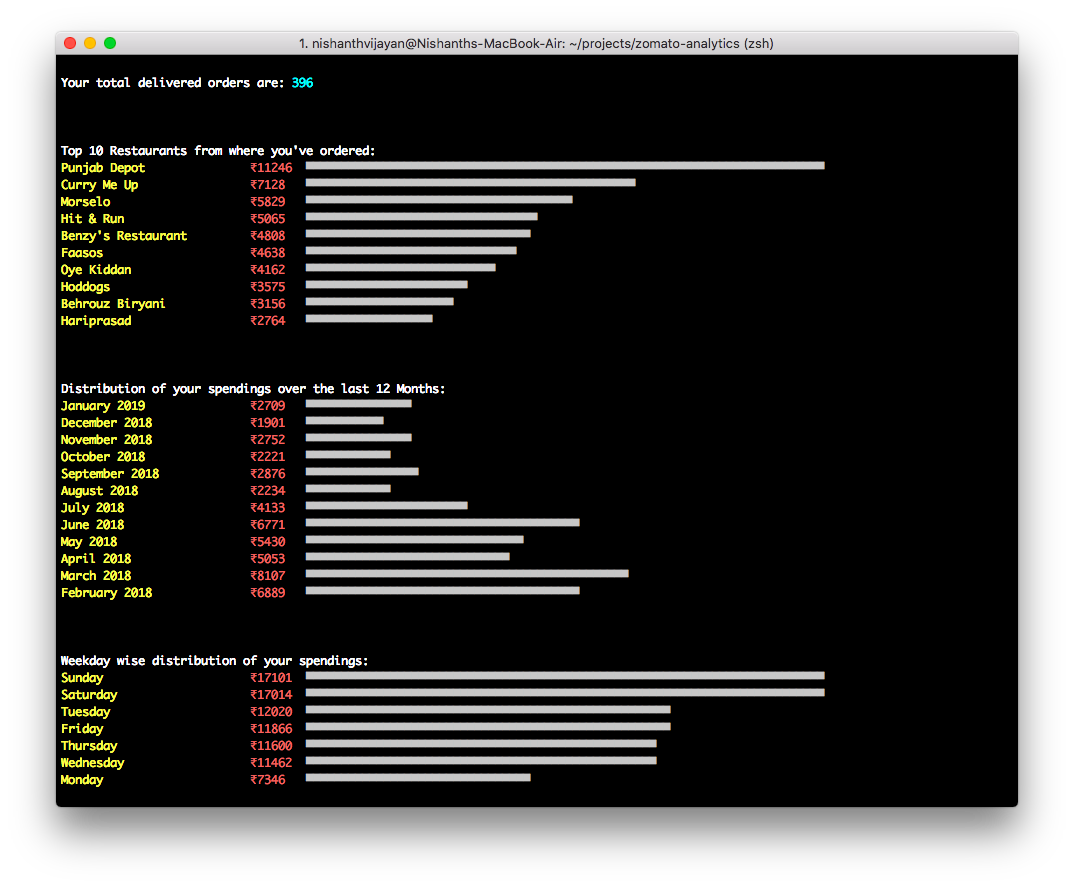 1. nishanthvijayan@Nishanths-MacBook-Air: ~/projects/zomato-analytics (zsh)
Your total delivered orders are: 396
Top 10 Restaurants from where you've ordered:
Punjab Depot ₹11246
Curry Me Up ₹7128
Morselo ₹5829
Hit & Run ₹5065
Benzy's Restaurant ₹4808
Faasos ₹4638
Oye Kiddan ₹4162
Hoddogs ₹3575
Behrouz Biryani ₹3156
Hariprasad ₹2764
Distribution of your spendings over the last 12 Months:
January 2019 ₹2709
December 2018 ₹1901
November 2018 ₹2752
October 2018 ₹2221
September 2018 ₹2876
August 2018 ₹2234
July 2018 ₹4133
June 2018 ₹6771
May 2018 ₹5430
April 2018 ₹5053
March 2018 ₹8107
February 2018 ₹6889
Weekday wise distribution of your spendings:
Sunday ₹17101
Saturday ₹17014
Tuesday ₹12020
Friday ₹11866
Thursday ₹11600
Wednesday ₹11462
Monday ₹7346